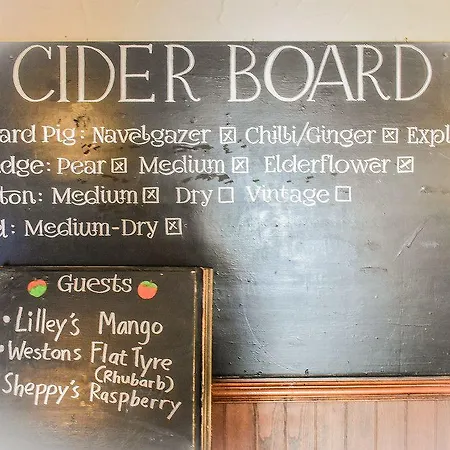 CIDER BOARD
ard Pig: Navelgazer ☒ Chilli/Ginger ☒ Expl
dge: Pear ☒ Medium ☒ Elderflower ☒
ton: Medium ☒ Dry ☐ Vintage ☐
d: Medium-Dry ☒
Guests
• Lilley's Mango
• Westons Flat Tyre
(Rhubarb)
Sheppy's Raspberry